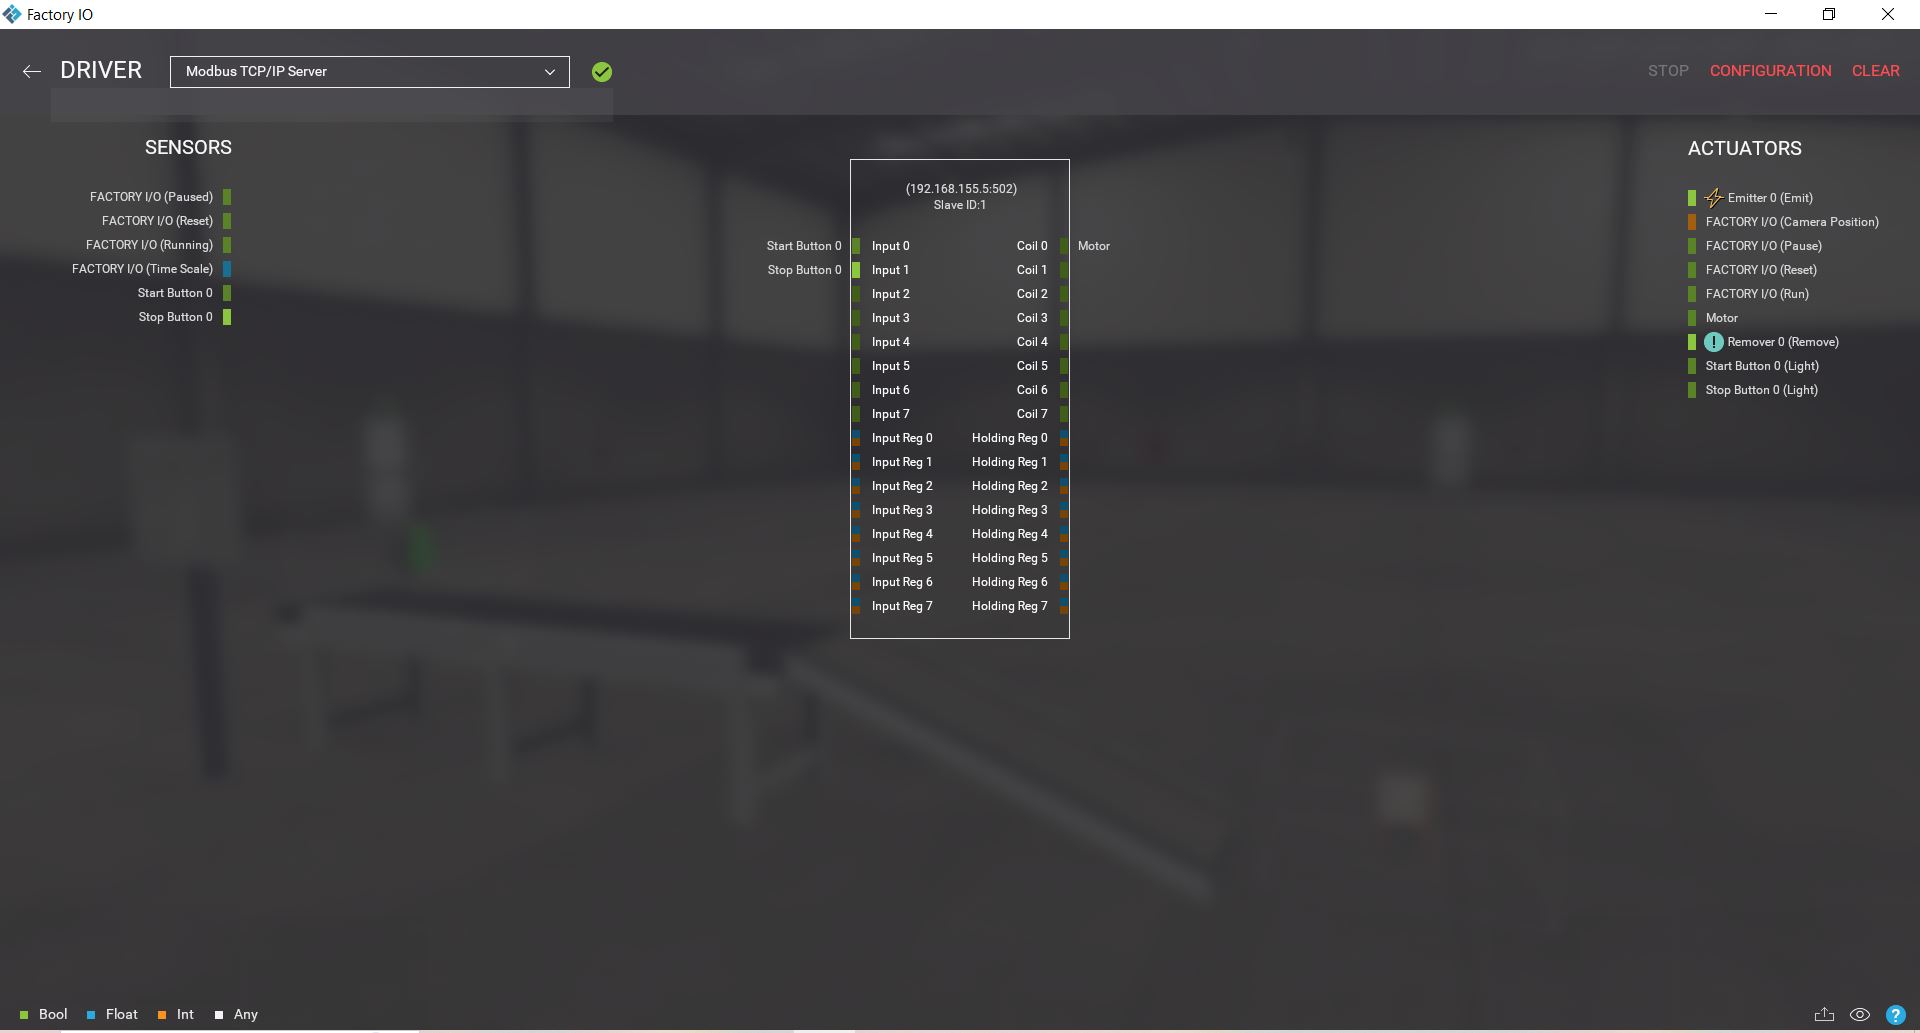 Factory IO
DRIVER
Modbus TCP/IP Server
STOP
CONFIGURATION
CLEAR
SENSORS
FACTORY I/O (Paused)
FACTORY I/O (Reset)
FACTORY I/O (Running)
FACTORY I/O (Time Scale)
Start Button 0
Stop Button 0
(192.168.155.5:502)
Slave ID:1
Start Button 0 Input 0 Coil 0 Motor
Stop Button 0 Input 1 Coil 1
Input 2 Coil 2
Input 3 Coil 3
Input 4 Coil 4
Input 5 Coil 5
Input 6 Coil 6
Input 7 Coil 7
Input Reg 0 Holding Reg 0
Input Reg 1 Holding Reg 1
Input Reg 2 Holding Reg 2
Input Reg 3 Holding Reg 3
Input Reg 4 Holding Reg 4
Input Reg 5 Holding Reg 5
Input Reg 6 Holding Reg 6
Input Reg 7 Holding Reg 7
ACTUATORS
Emitter 0 (Emit)
FACTORY I/O (Camera Position)
FACTORY I/O (Pause)
FACTORY I/O (Reset)
FACTORY I/O (Run)
Motor
Remover 0 (Remove)
Start Button 0 (Light)
Stop Button 0 (Light)
Bool Float Int Any
?